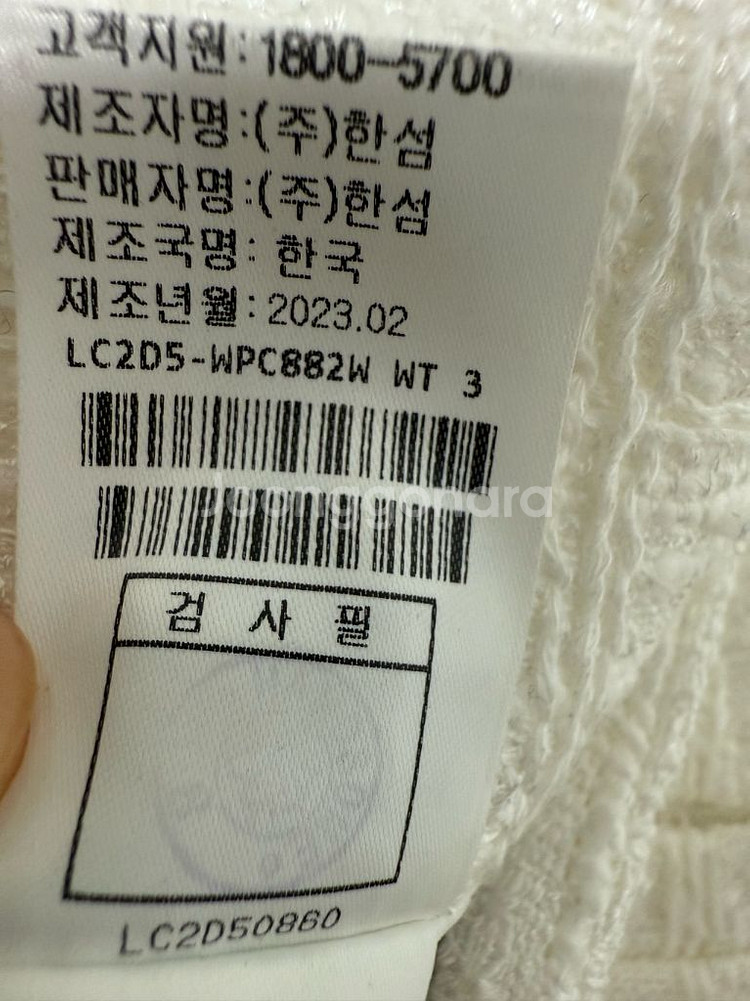 고객지원:1800-5700
제조자명:(주)한섬
판매자명:(주)한섬
제조국명: 한국
제조년월:2023.02
LC2D5-WPC882W WT 3
Joonggonara
검 사 필
LC2D50860